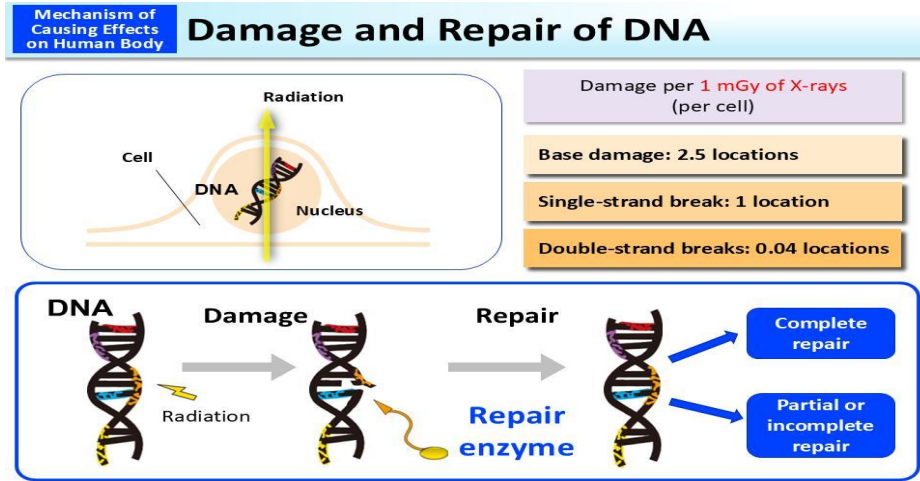 Mechanism of
Causing Effects
on Human Body
Damage and Repair of DNA
Radiation
Cell
DNA
Nucleus
Damage per 1 mGy of X-rays
(per cell)
Base damage: 2.5 locations
Single-strand break: 1 location
Double-strand breaks: 0.04 locations
DNA
Damage
Repair
Radiation
Repair
enzyme
Complete
repair
Partial or
incomplete
repair